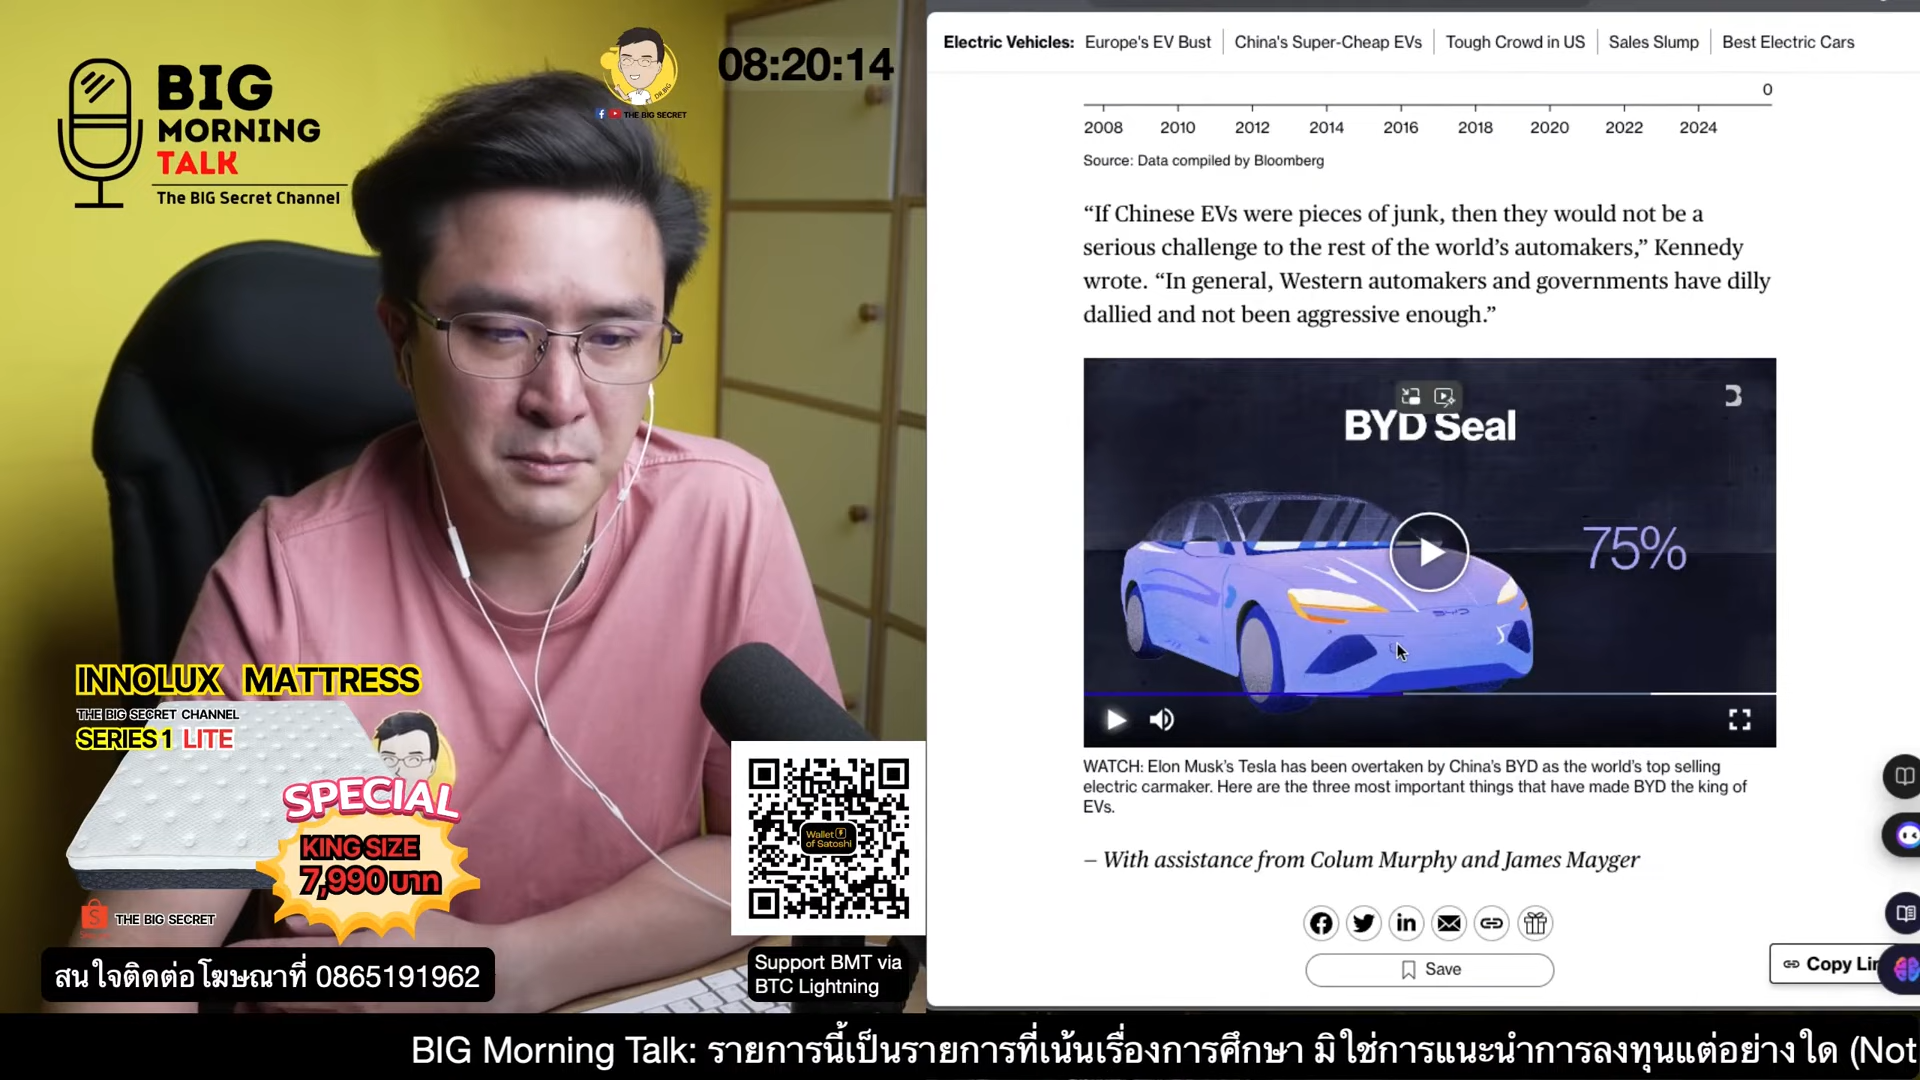 BIG
MORNING
TALK
The BIG Secret Channel
DR.BIG
THE BIG SECRET
08:20:14
INNOLUX MATTRESS
THE BIG SECRET CHANNEL
SERIES 1 LITE
SPECIAL
KING SIZE
7,990 บาท
THE BIG SECRET
สนใจติดต่อโฆษณาที่ 0865191962
Wallet
of Satoshi
Support BMT via
BTC Lightning
Electric Vehicles: Europe's EV Bust China's Super-Cheap EVs Tough Crowd in US Sales Slump Best Electric Cars
0
2008 2010 2012 2014 2016 2018 2020 2022 2024
Source: Data compiled by Bloomberg
“If Chinese EVs were pieces of junk, then they would not be a
serious challenge to the rest of the world’s automakers,” Kennedy
wrote. “In general, Western automakers and governments have dilly
dallied and not been aggressive enough.”
BYD Seal
75%
BYD
WATCH: Elon Musk’s Tesla has been overtaken by China’s BYD as the world’s top selling
electric carmaker. Here are the three most important things that have made BYD the king of
EVs.
– With assistance from Colum Murphy and James Mayger
Save
Copy Lin
BIG Morning Talk: รายการนี้เป็นรายการที่เน้นเรื่องการศึกษา มิใช่การแนะนำการลงทุนแต่อย่างใด (Not